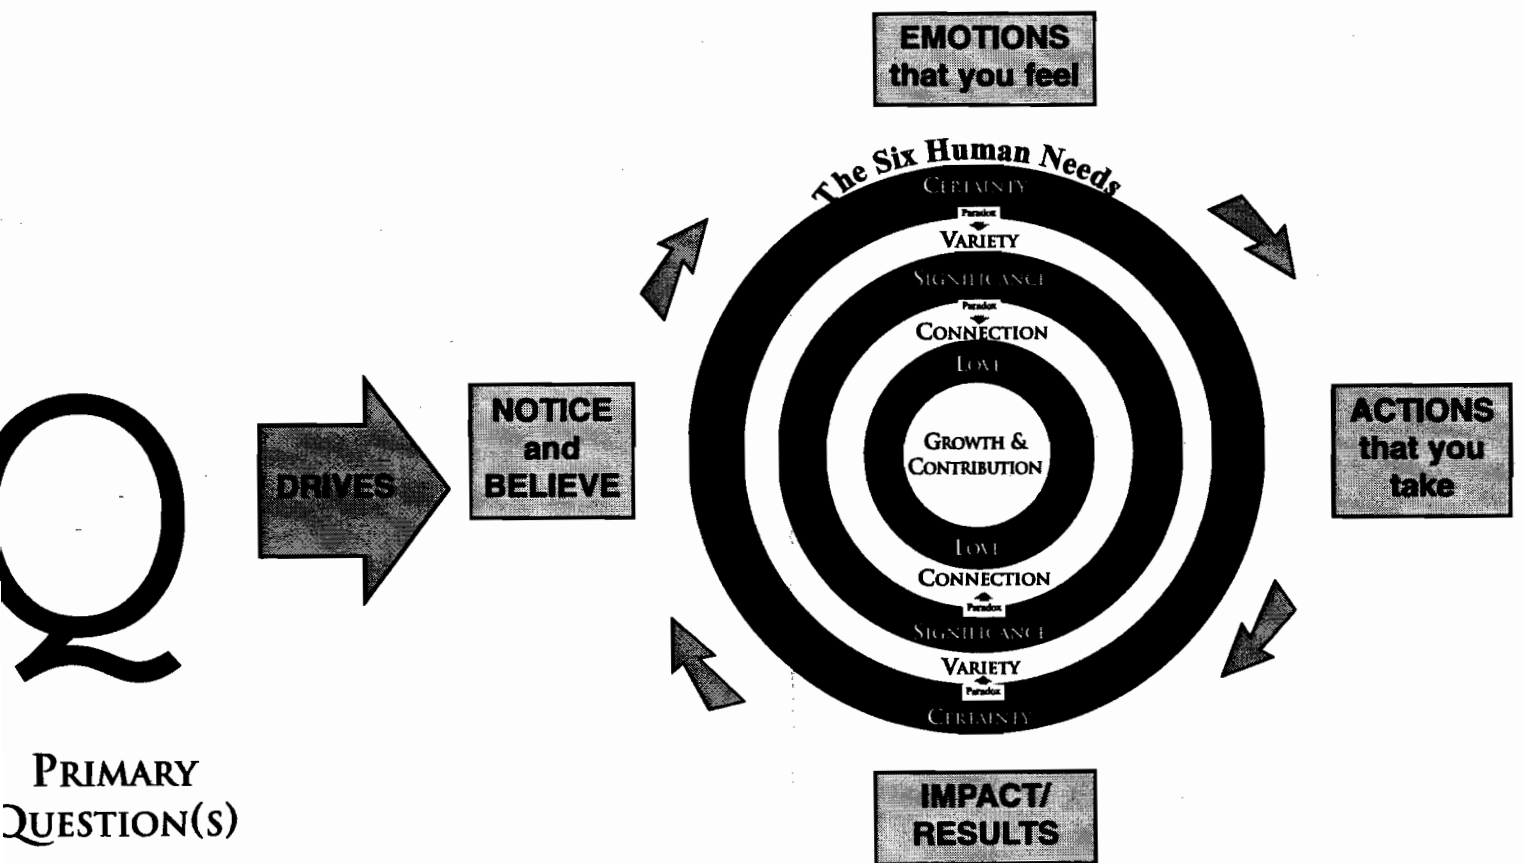 EMOTIONS
that you feel
The Six Human Needs
CERTAINTY
Paradox
VARIETY
SIGNIFICANCE
Paradox
CONNECTION
LOVE
GROWTH &
CONTRIBUTION
LOVE
CONNECTION
Paradox
SIGNIFICANCE
VARIETY
Paradox
CERTAINTY
Q
DRIVES
NOTICE
and
BELIEVE
ACTIONS
that you
take
IMPACT/
RESULTS
PRIMARY
QUESTION(S)